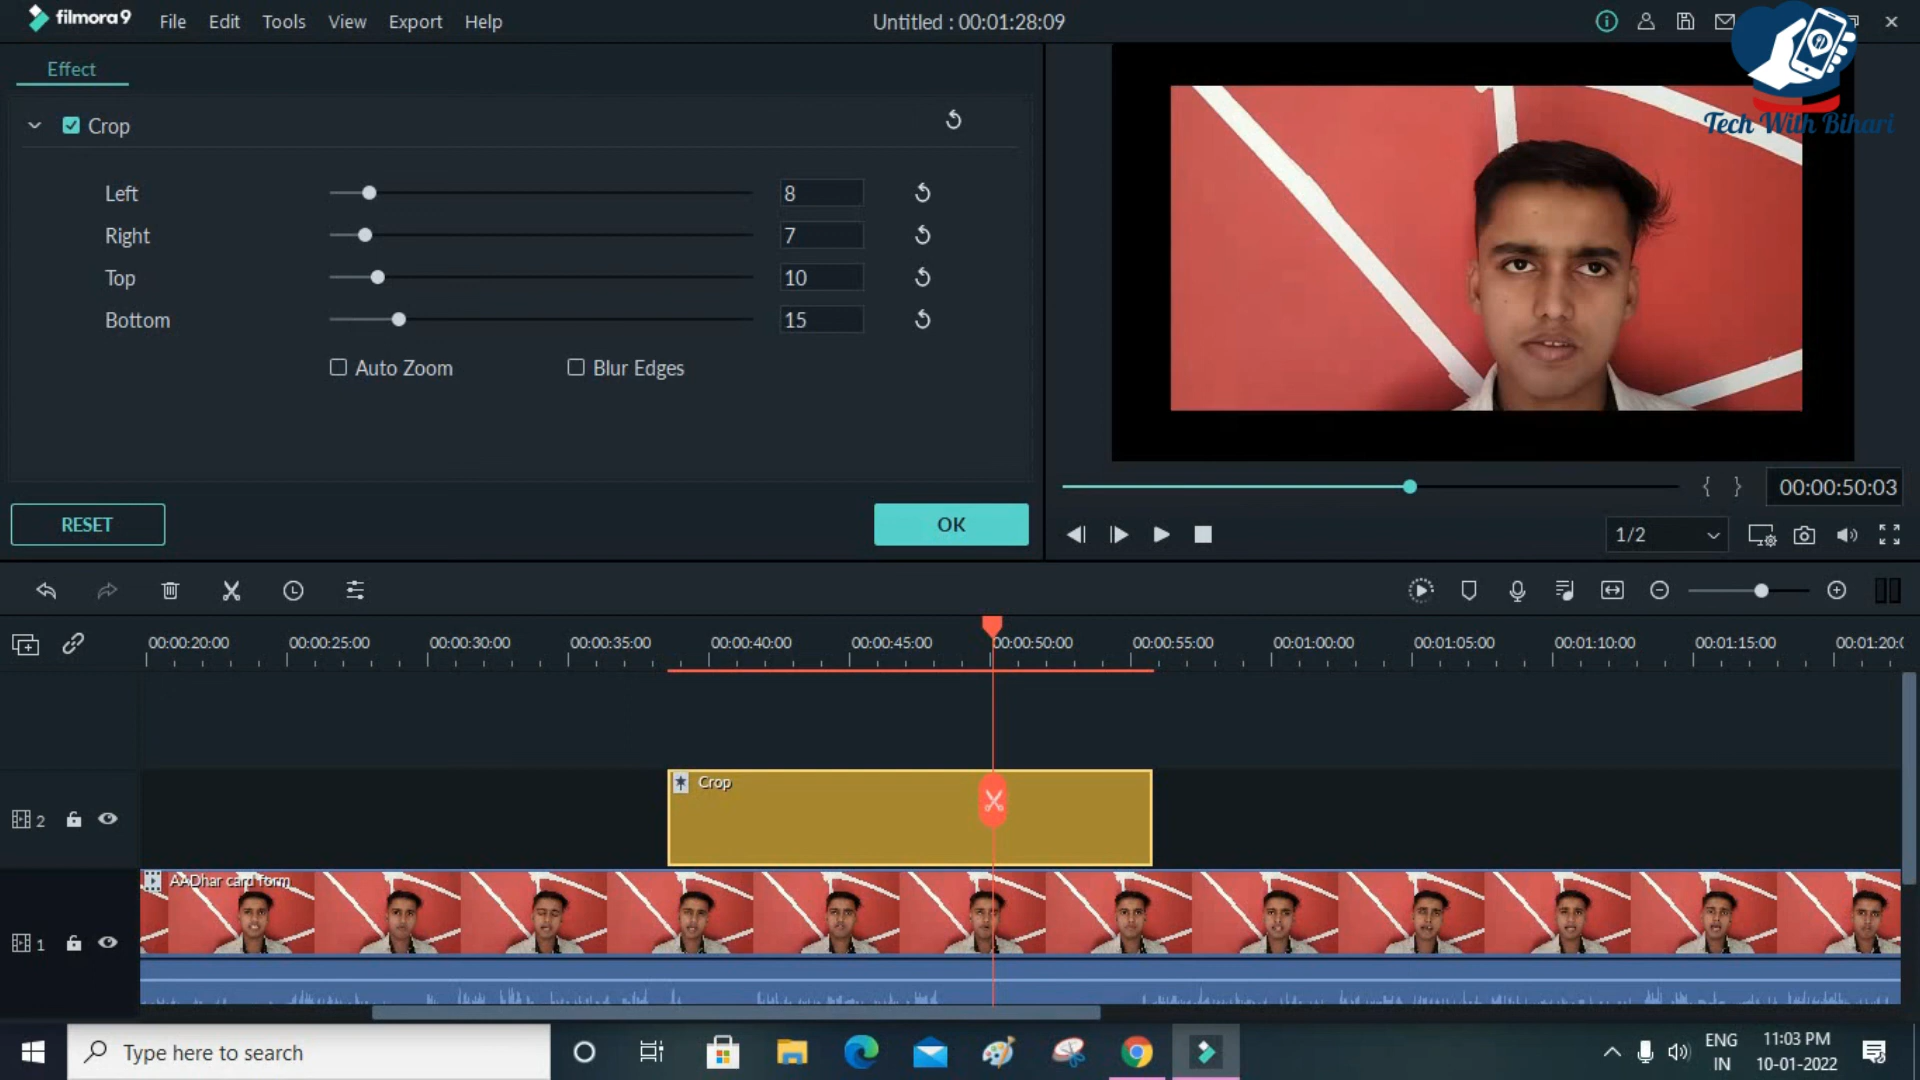 filmora9 File Edit Tools View Export Help Untitled : 00:01:28:09
Tech With Bihari
Effect
Crop
Left 8
Right 7
Top 10
Bottom 15
Auto Zoom Blur Edges
{ } 00:00:50:03
RESET OK
1/2
00:00:20:00 00:00:25:00 00:00:30:00 00:00:35:00 00:00:40:00 00:00:45:00 00:00:50:00 00:00:55:00 00:01:00:00 00:01:05:00 00:01:10:00 00:01:15:00 00:01:20:0
Crop
2
AADhar card form
1
Type here to search
ENG 11:03 PM
IN 10-01-2022